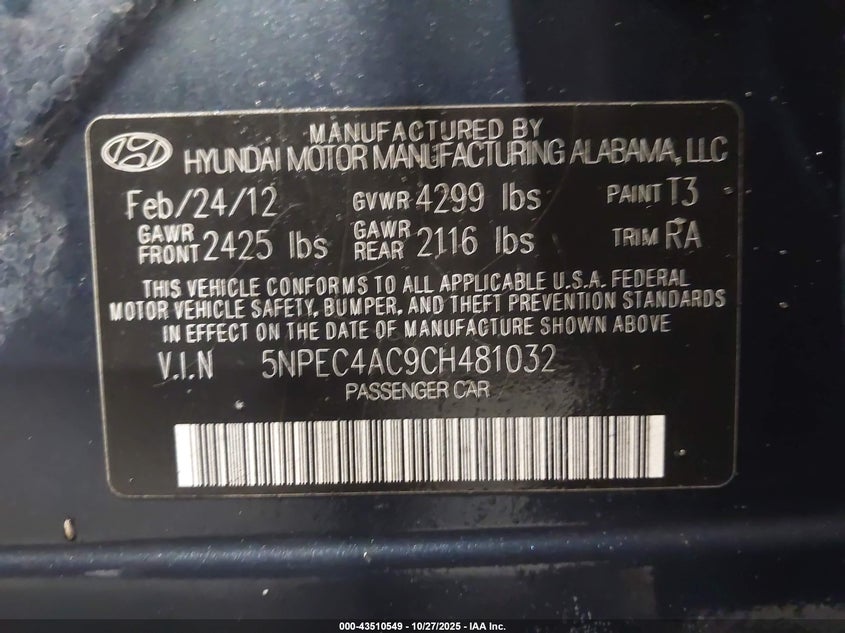 MANUFACTURED BY
HYUNDAI MOTOR MANUFACTURING ALABAMA, LLC
Feb/24/12 GVWR 4299 lbs PAINT T3
GAWR FRONT 2425 lbs GAWR REAR 2116 lbs TRIM RA
THIS VEHICLE CONFORMS TO ALL APPLICABLE U.S.A. FEDERAL
MOTOR VEHICLE SAFETY, BUMPER, AND THEFT PREVENTION STANDARDS
IN EFFECT ON THE DATE OF MANUFACTURE SHOWN ABOVE
V.I.N 5NPEC4AC9CH481032
PASSENGER CAR
000-43510549 - 10/27/2025 - IAA Inc.